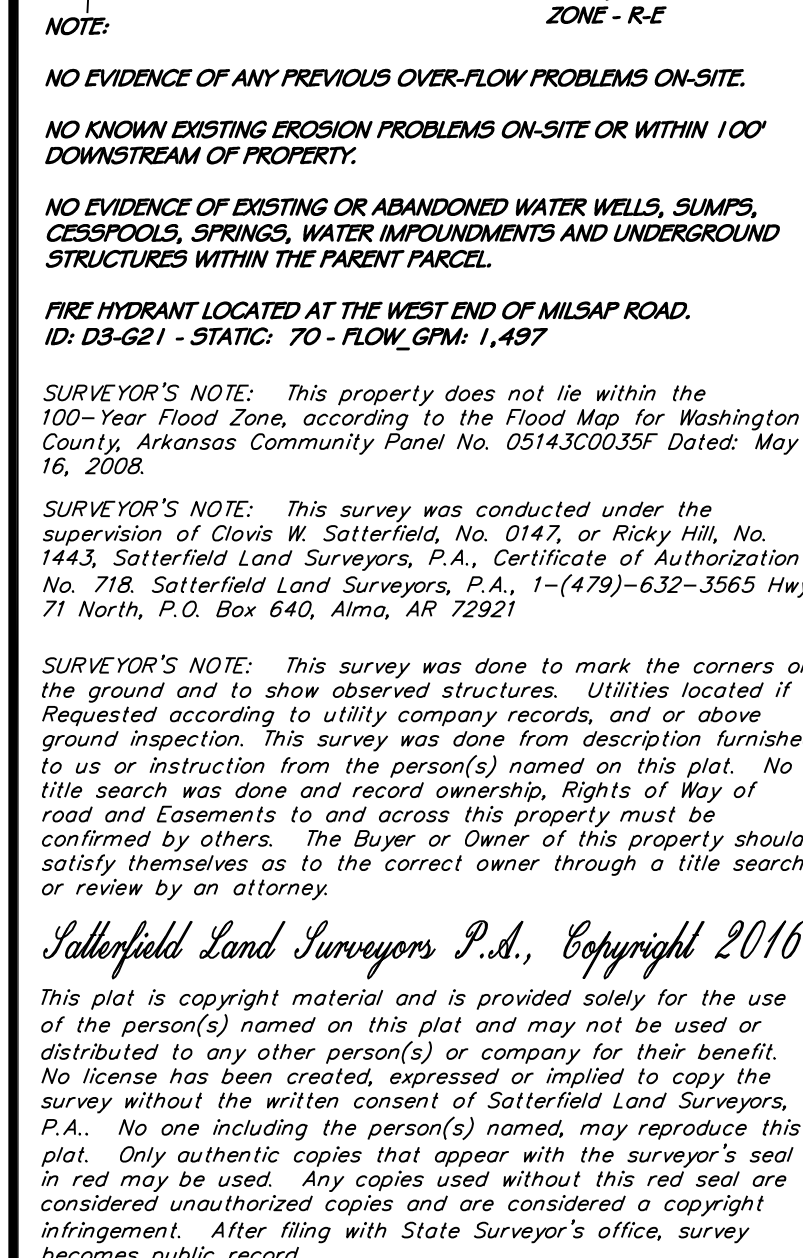 ZONE - R-E
NOTE:
NO EVIDENCE OF ANY PREVIOUS OVER-FLOW PROBLEMS ON-SITE.
NO KNOWN EXISTING EROSION PROBLEMS ON-SITE OR WITHIN 100'
DOWNSTREAM OF PROPERTY.
NO EVIDENCE OF EXISTING OR ABANDONED WATER WELLS, SUMPS,
CESSPOOLS, SPRINGS, WATER IMPOUNDMENTS AND UNDERGROUND
STRUCTURES WITHIN THE PARENT PARCEL.
FIRE HYDRANT LOCATED AT THE WEST END OF MILSAP ROAD.
ID: D3-G21 - STATIC: 70 - FLOW_GPM: 1,497
SURVEYOR'S NOTE: This property does not lie within the
100-Year Flood Zone, according to the Flood Map for Washington
County, Arkansas Community Panel No. 05143C0035F Dated: May
16, 2008.
SURVEYOR'S NOTE: This survey was conducted under the
supervision of Clovis W. Satterfield, No. 0147, or Ricky Hill, No.
1443, Satterfield Land Surveyors, P.A., Certificate of Authorization
No. 718. Satterfield Land Surveyors, P.A., 1-(479)-632-3565 Hwy
71 North, P.O. Box 640, Alma, AR 72921
SURVEYOR'S NOTE: This survey was done to mark the corners on
the ground and to show observed structures. Utilities located if
Requested according to utility company records, and or above
ground inspection. This survey was done from description furnishe
to us or instruction from the person(s) named on this plat. No
title search was done and record ownership, Rights of Way of
road and Easements to and across this property must be
confirmed by others. The Buyer or Owner of this property should
satisfy themselves as to the correct owner through a title search
or review by an attorney.
Satterfield Land Surveyors P.A., Copyright 2016
This plat is copyright material and is provided solely for the use
of the person(s) named on this plat and may not be used or
distributed to any other person(s) or company for their benefit.
No license has been created, expressed or implied to copy the
survey without the written consent of Satterfield Land Surveyors,
P.A.. No one including the person(s) named, may reproduce this
plat. Only authentic copies that appear with the surveyor's seal
in red may be used. Any copies used without this red seal are
considered unauthorized copies and are considered a copyright
infringement. After filing with State Surveyor's office, survey
becomes public record